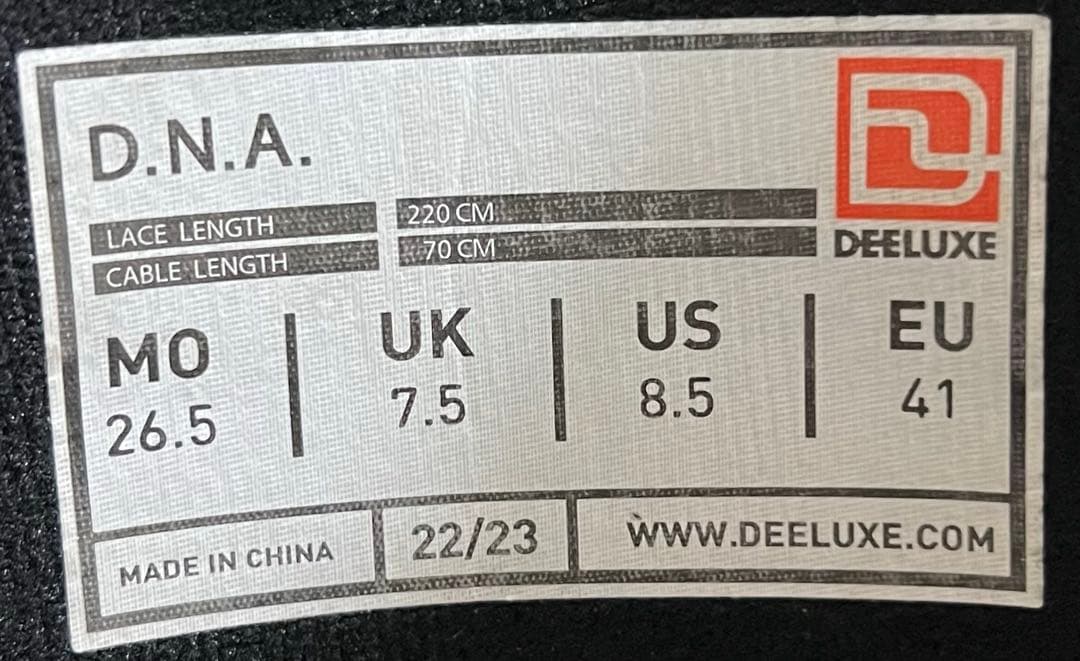 D.N.A.
LACE LENGTH 220 CM
CABLE LENGTH 70 CM
DEELUXE
MO UK US EU
26.5 7.5 8.5 41
MADE IN CHINA 22/23 WWW.DEELUXE.COM